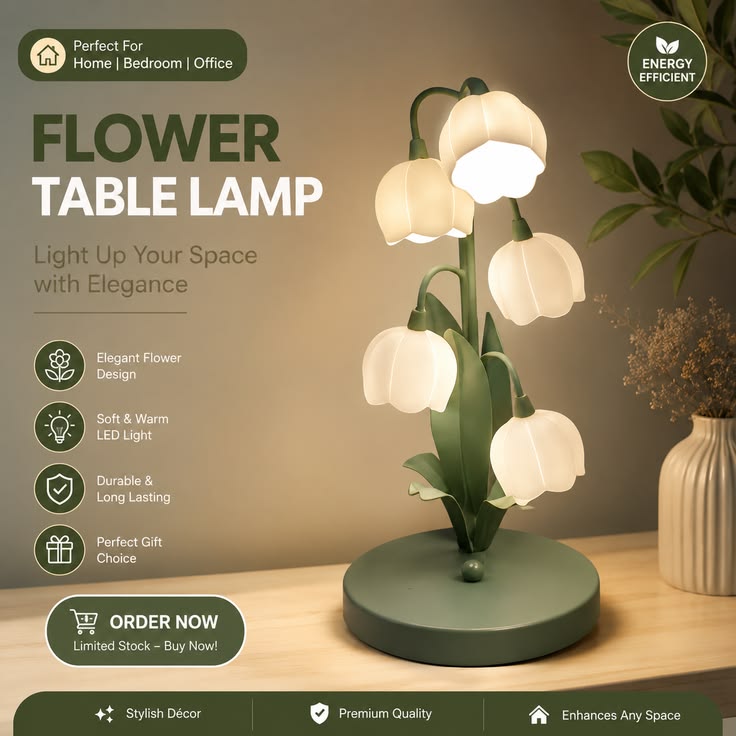 Perfect For
Home | Bedroom | Office
ENERGY
EFFICIENT
FLOWER
TABLE LAMP
Light Up Your Space
with Elegance
Elegant Flower
Design
Soft & Warm
LED Light
Durable &
Long Lasting
Perfect Gift
Choice
ORDER NOW
Limited Stock – Buy Now!
Stylish Décor
Premium Quality
Enhances Any Space